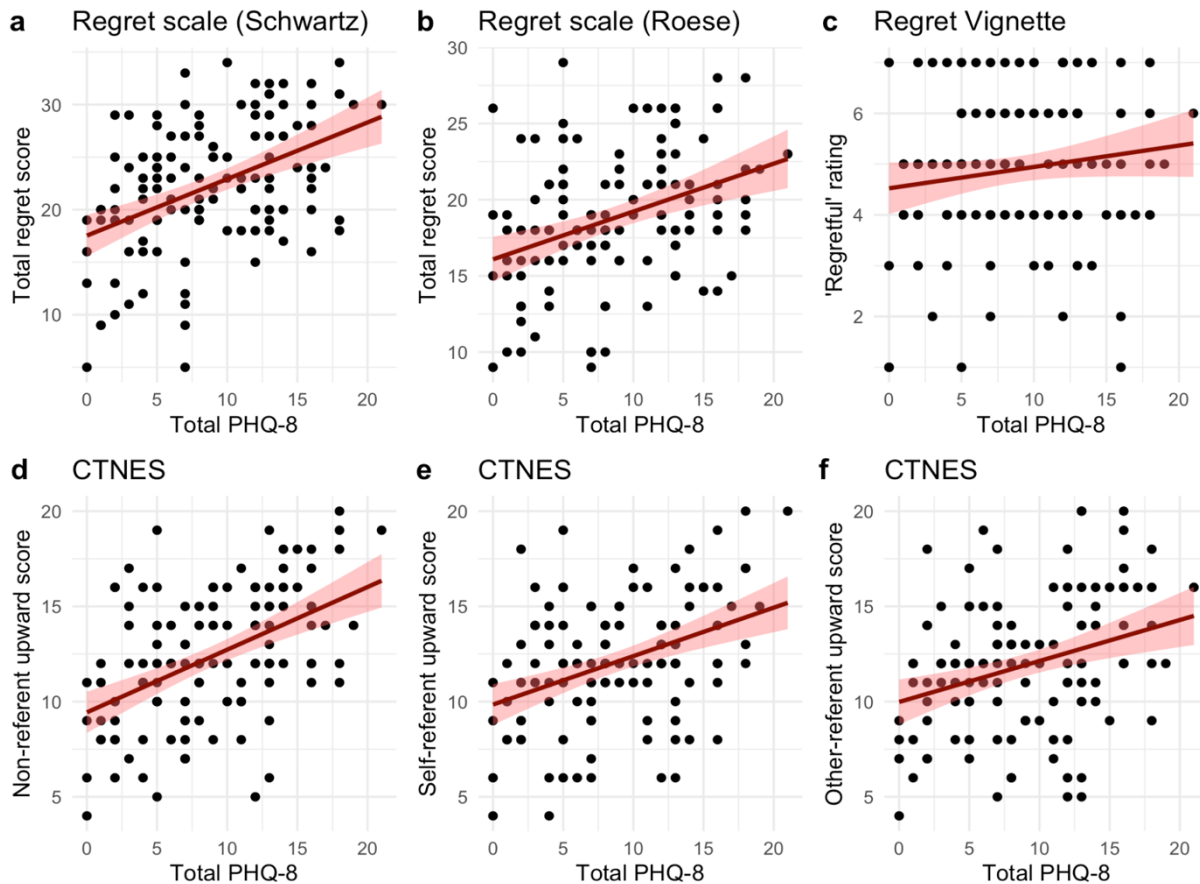 a Regret scale (Schwartz)
Total regret score
30
20
10
0 5 10 15 20
Total PHQ-8
b Regret scale (Roese)
Total regret score
30
25
20
15
10
0 5 10 15 20
Total PHQ-8
c Regret Vignette
'Regretful' rating
6
4
2
0 5 10 15 20
Total PHQ-8
d CTNES
Non-referent upward score
20
15
10
5
0 5 10 15 20
Total PHQ-8
e CTNES
Self-referent upward score
20
15
10
5
0 5 10 15 20
Total PHQ-8
f CTNES
Other-referent upward score
20
15
10
5
0 5 10 15 20
Total PHQ-8